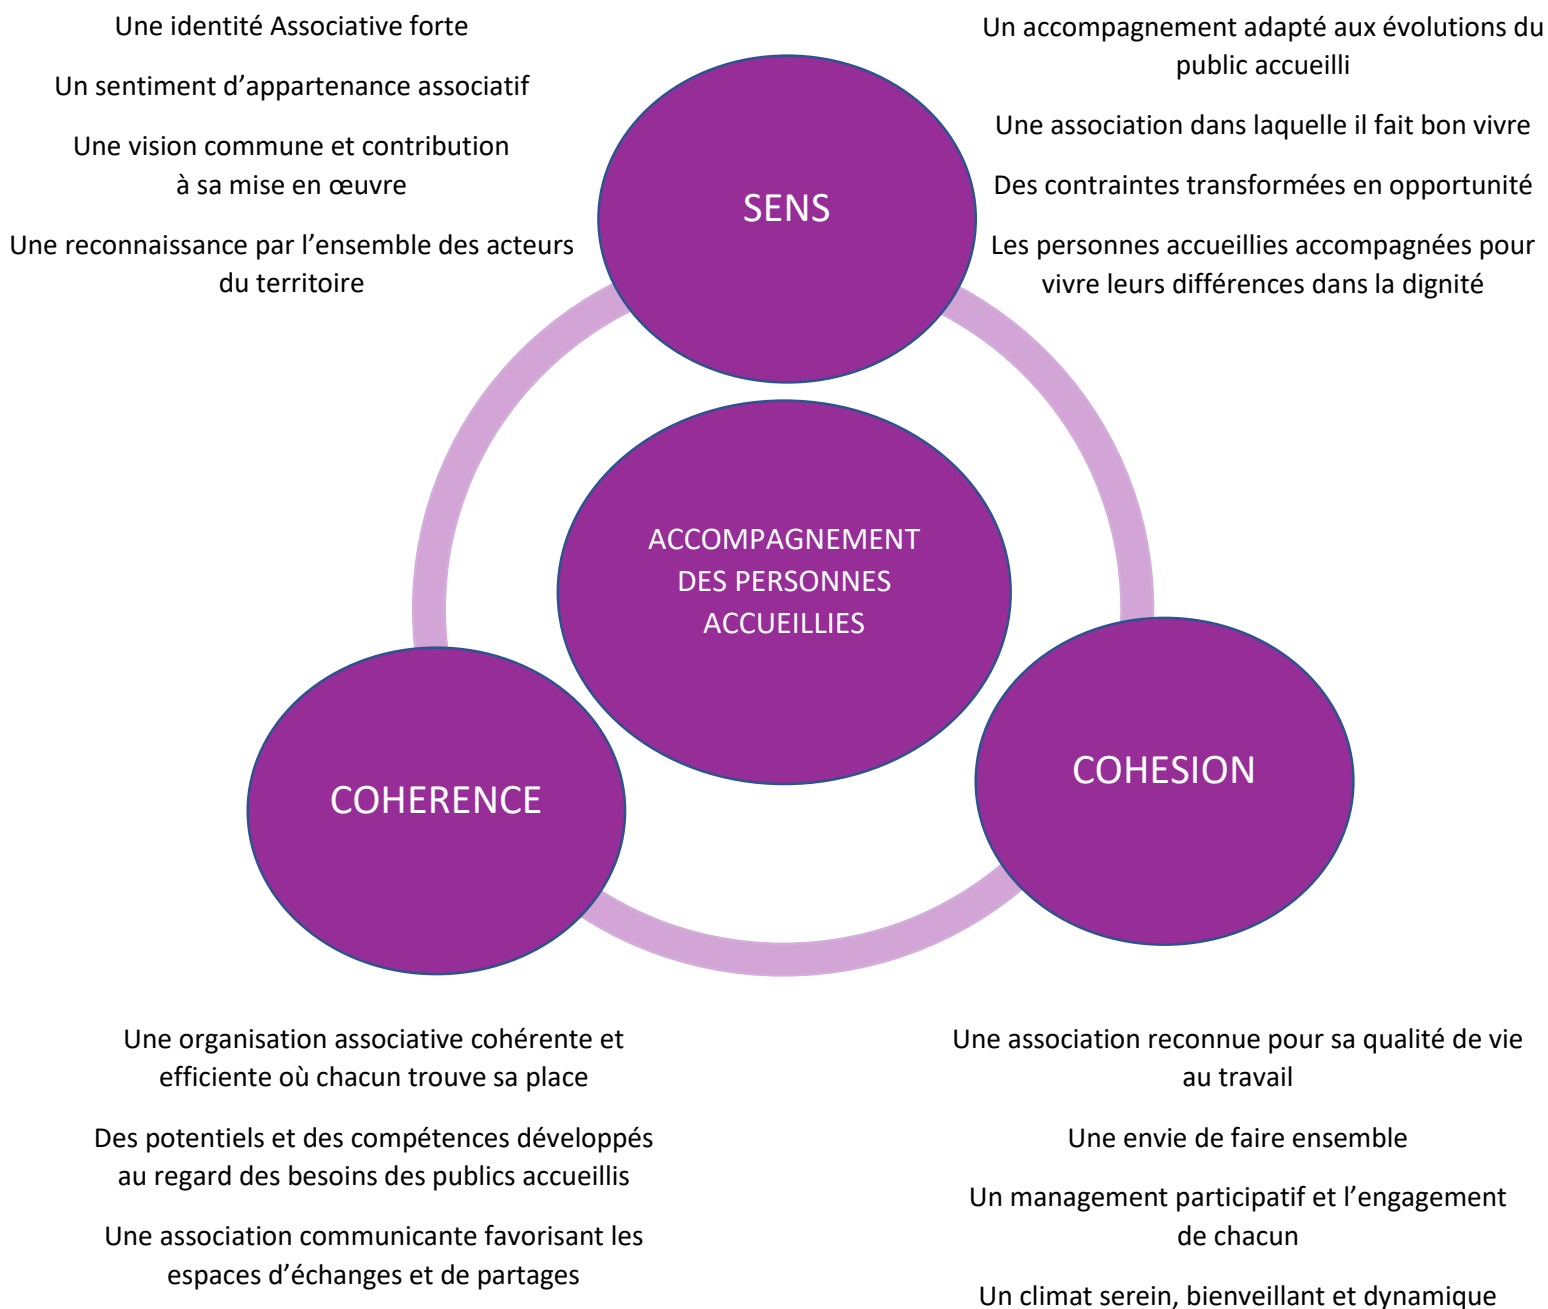 Une identité Associative forte
Un sentiment d’appartenance associatif
Une vision commune et contribution
à sa mise en œuvre
Une reconnaissance par l’ensemble des acteurs
du territoire
Un accompagnement adapté aux évolutions du
public accueilli
Une association dans laquelle il fait bon vivre
Des contraintes transformées en opportunité
Les personnes accueillies accompagnées pour
vivre leurs différences dans la dignité
SENS
ACCOMPAGNEMENT
DES PERSONNES
ACCUEILLIES
COHERENCE
COHESION
Une organisation associative cohérente et
efficiente où chacun trouve sa place
Des potentiels et des compétences développés
au regard des besoins des publics accueillis
Une association communicante favorisant les
espaces d’échanges et de partages
Une association reconnue pour sa qualité de vie
au travail
Une envie de faire ensemble
Un management participatif et l’engagement
de chacun
Un climat serein, bienveillant et dynamique